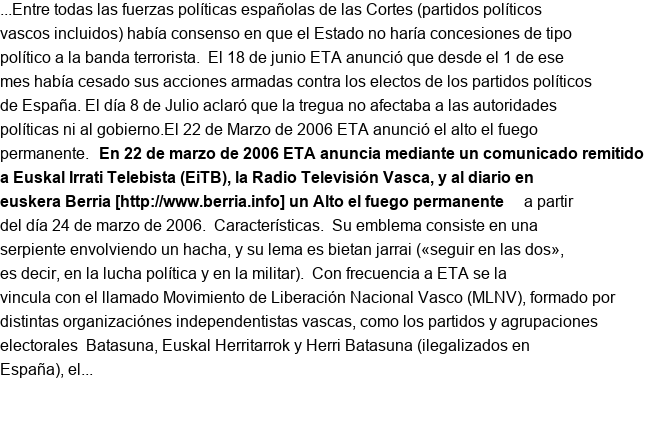 ...Entre todas las fuerzas políticas españolas de las Cortes (partidos políticos
vascos incluidos) había consenso en que el Estado no haría concesiones de tipo
político a la banda terrorista.  El 18 de junio ETA anunció que desde el 1 de ese
mes había cesado sus acciones armadas contra los electos de los partidos políticos
de España. El día 8 de Julio aclaró que la tregua no afectaba a las autoridades
políticas ni al gobierno.El 22 de Marzo de 2006 ETA anunció el alto el fuego
permanente.  En 22 de marzo de 2006 ETA anuncia mediante un comunicado remitido
a Euskal Irrati Telebista (EiTB), la Radio Televisión Vasca, y al diario en
euskera Berria [http://www.berria.info] un Alto el fuego permanente    a partir
del día 24 de marzo de 2006.  Características.  Su emblema consiste en una
serpiente envolviendo un hacha, y su lema es bietan jarrai («seguir en las dos»,
es decir, en la lucha política y en la militar).  Con frecuencia a ETA se la
vincula con el llamado Movimiento de Liberación Nacional Vasco (MLNV), formado por
distintas organizaciónes independentistas vascas, como los partidos y agrupaciones
electorales  Batasuna, Euskal Herritarrok y Herri Batasuna (ilegalizados en
España), el...